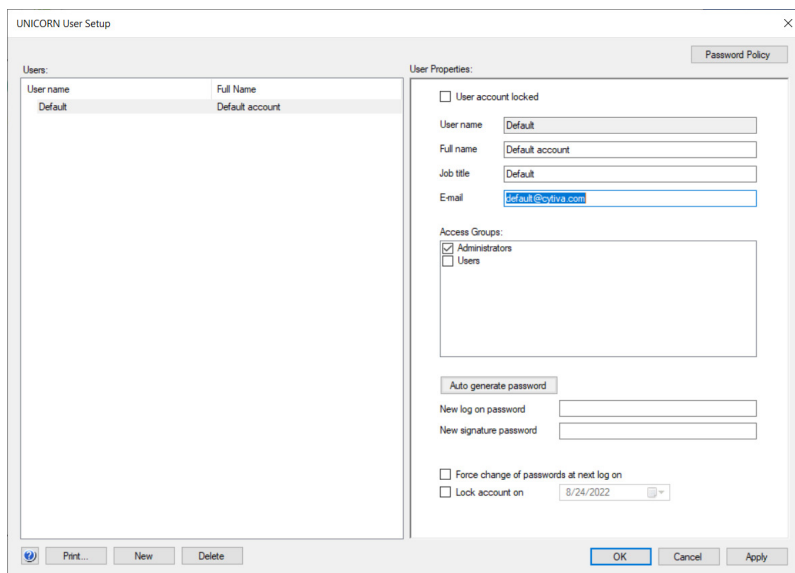 UNICORN User Setup
Password Policy
Users:
User name Full Name
Default Default account
User Properties:
User account locked
User name Default
Full name Default account
Job title Default
E-mail default@cytiva.com
Access Groups:
Administrators
Users
Auto generate password
New log on password
New signature password
Force change of passwords at next log on
Lock account on 8/24/2022
Print... New Delete OK Cancel Apply